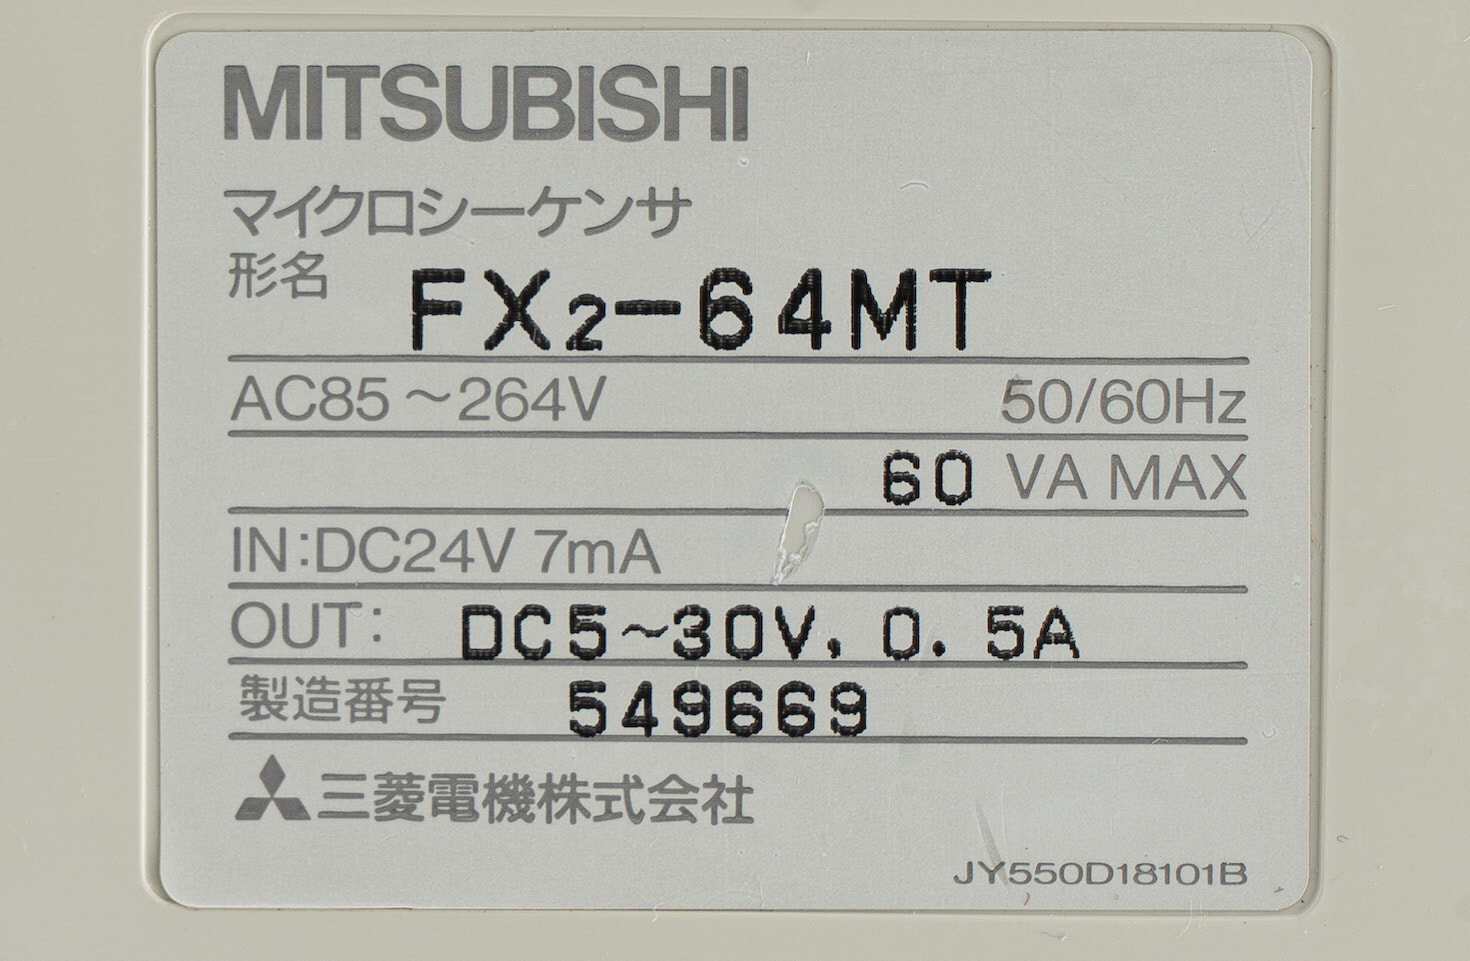 MITSUBISHI
マイクロシーケンサ
形名 FX2-64MT
AC85～264V 50/60Hz
60 VA MAX
IN:DC24V 7mA
OUT: DC5~30V, 0.5A
製造番号 549669
三菱電機株式会社
JY550D18101B